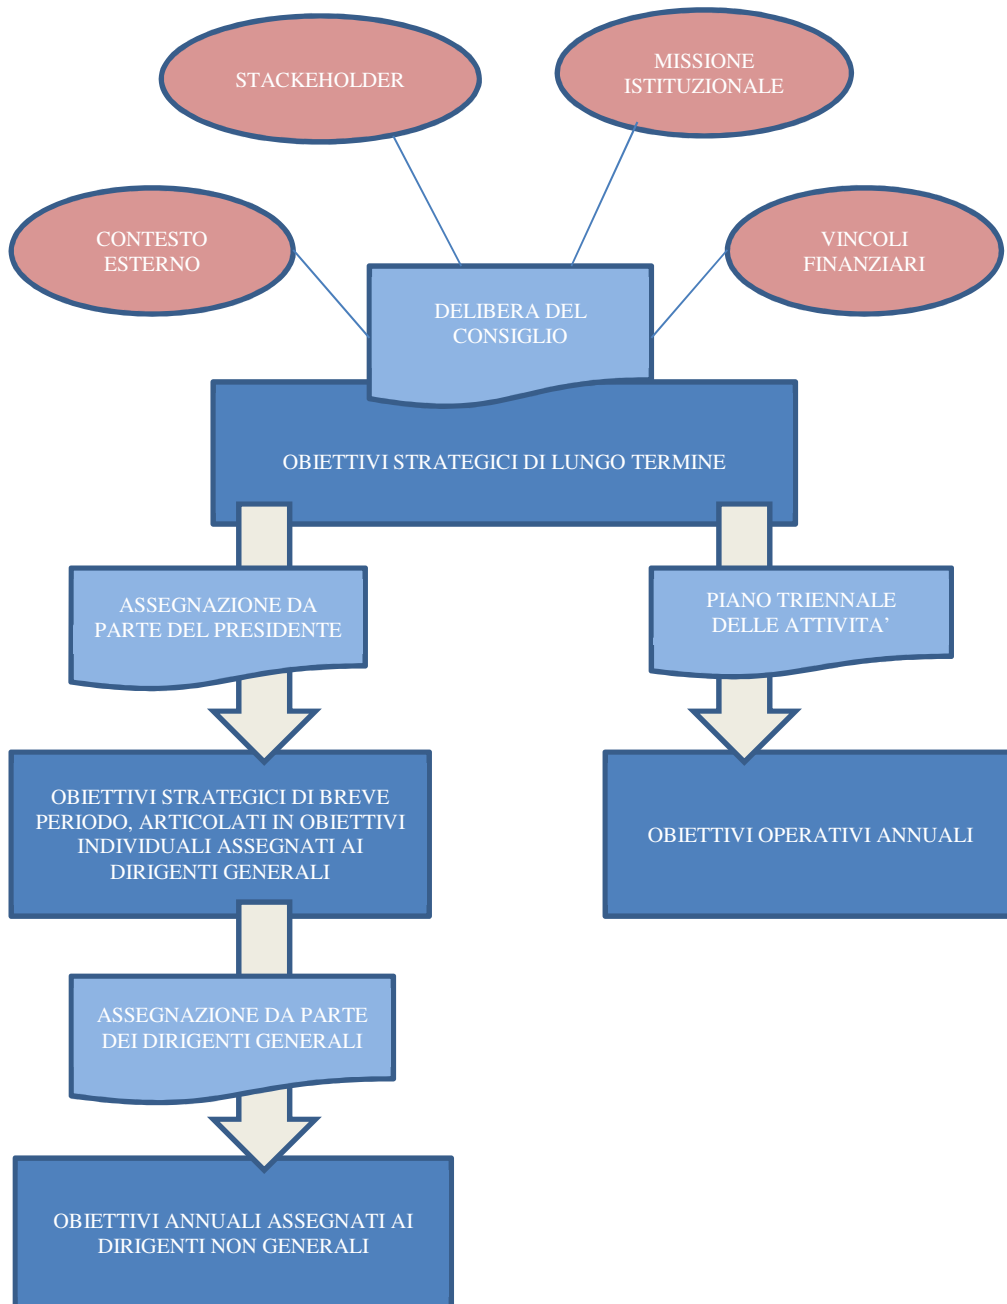 STACKEHOLDER
MISSIONE
ISTITUZIONALE
CONTESTO
ESTERNO
VINCOLI
FINANZIARI
DELIBERA DEL
CONSIGLIO
OBIETTIVI STRATEGICI DI LUNGO TERMINE
ASSEGNAZIONE DA
PARTE DEL PRESIDENTE
PIANO TRIENNALE
DELLE ATTIVITA’
OBIETTIVI STRATEGICI DI BREVE
PERIODO, ARTICOLATI IN OBIETTIVI
INDIVIDUALI ASSEGNATI AI
DIRIGENTI GENERALI
OBIETTIVI OPERATIVI ANNUALI
ASSEGNAZIONE DA PARTE
DEI DIRIGENTI GENERALI
OBIETTIVI ANNUALI ASSEGNATI AI
DIRIGENTI NON GENERALI